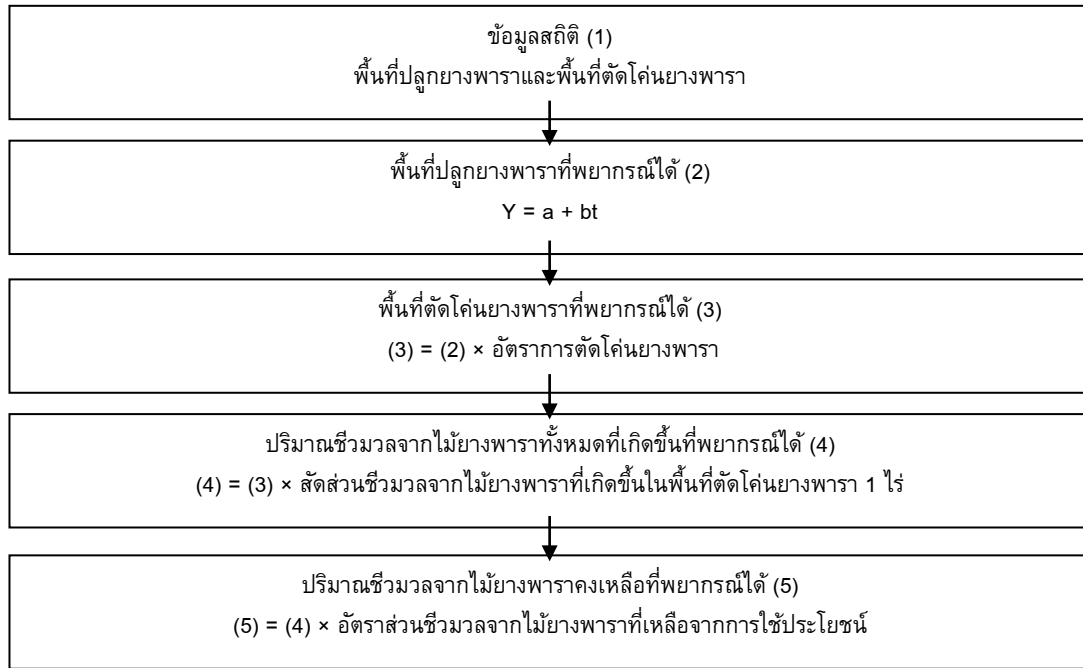 ข้อมูลสถิติ (1)
พื้นที่ปลูกยางพาราและพื้นที่ตัดโค่นยางพารา
พื้นที่ปลูกยางพาราที่พยากรณ์ได้ (2)
Y = a + bt
พื้นที่ตัดโค่นยางพาราที่พยากรณ์ได้ (3)
(3) = (2) × อัตราการตัดโค่นยางพารา
ปริมาณชีวมวลจากไม้ยางพาราทั้งหมดที่เกิดขึ้นที่พยากรณ์ได้ (4)
(4) = (3) × สัดส่วนชีวมวลจากไม้ยางพาราที่เกิดขึ้นในพื้นที่ตัดโค่นยางพารา 1 ไร่
ปริมาณชีวมวลจากไม้ยางพาราคงเหลือที่พยากรณ์ได้ (5)
(5) = (4) × อัตราส่วนชีวมวลจากไม้ยางพาราที่เหลือจากการใช้ประโยชน์